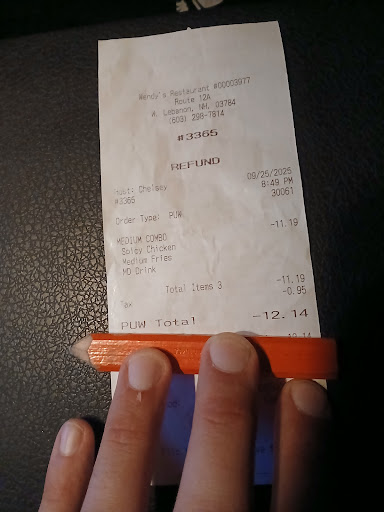 Wendy's Restaurant #00003977
Route 12A
W. Lebanon, NH, 03784
(603) 298-7814
#3365
REFUND
Host: Chelsey 09/25/2025
#3365 8:49 PM
30061
Order Type: PUW
-11.19
MEDIUM COMBO
Spicy Chicken
Medium Fries
MD Drink
Total Items 3 -11.19
Tax -0.95
PUW Total -12.14